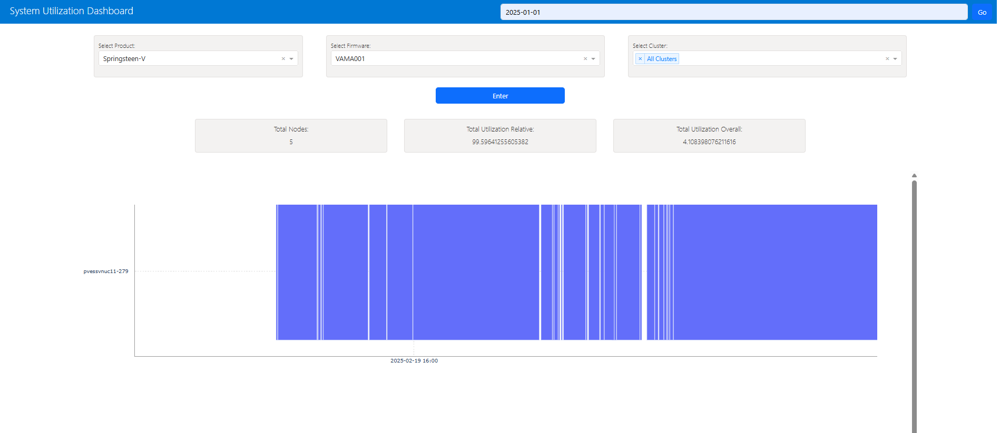 System Utilization Dashboard
2025-01-01
Go
Select Product:
Springsteen-V
×
Select Firmware:
VAMA001
×
Select Cluster:
× All Clusters
×
Enter
Total Nodes:
5
Total Utilization Relative:
99.59641255605382
Total Utilization Overall:
4.108398076211616
pvessvnuc11-279
2025-02-19 16:00